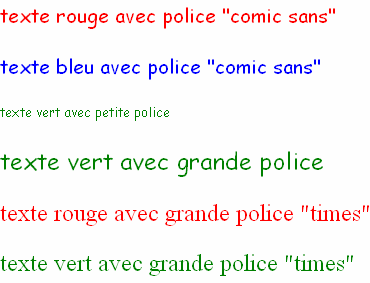 texte rouge avec police "comic sans"
texte bleu avec police "comic sans"
texte vert avec petite police
texte vert avec grande police
texte rouge avec grande police "times"
texte vert avec grande police "times"